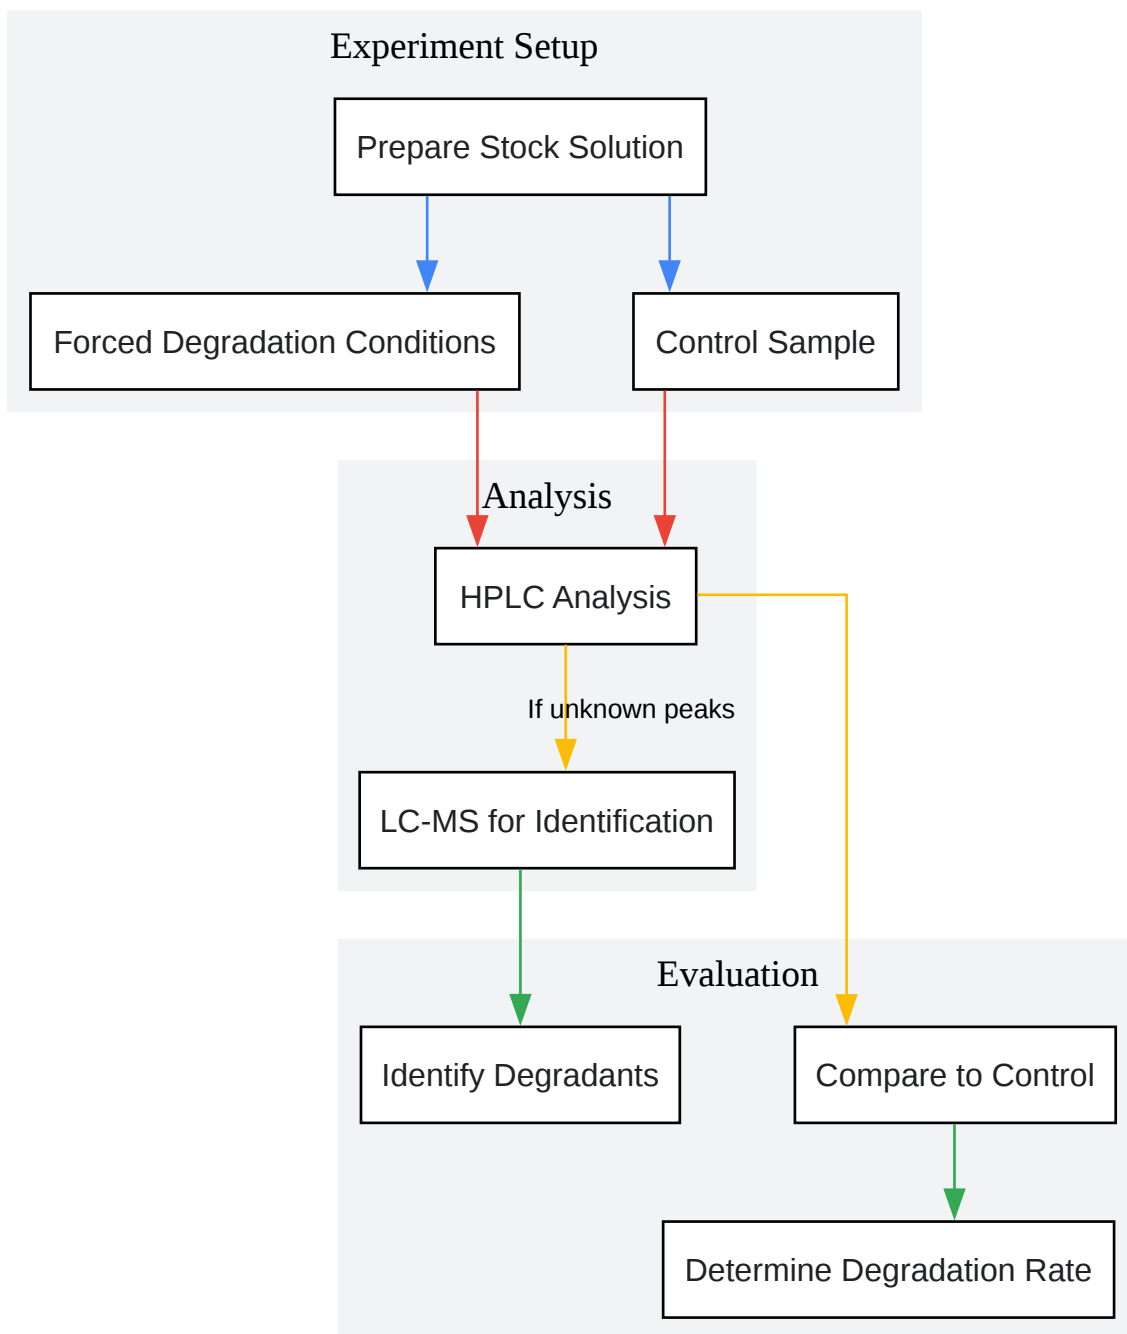 Experiment Setup
Prepare Stock Solution
Forced Degradation Conditions
Control Sample
Analysis
HPLC Analysis
If unknown peaks
LC-MS for Identification
Evaluation
Identify Degradants
Compare to Control
Determine Degradation Rate